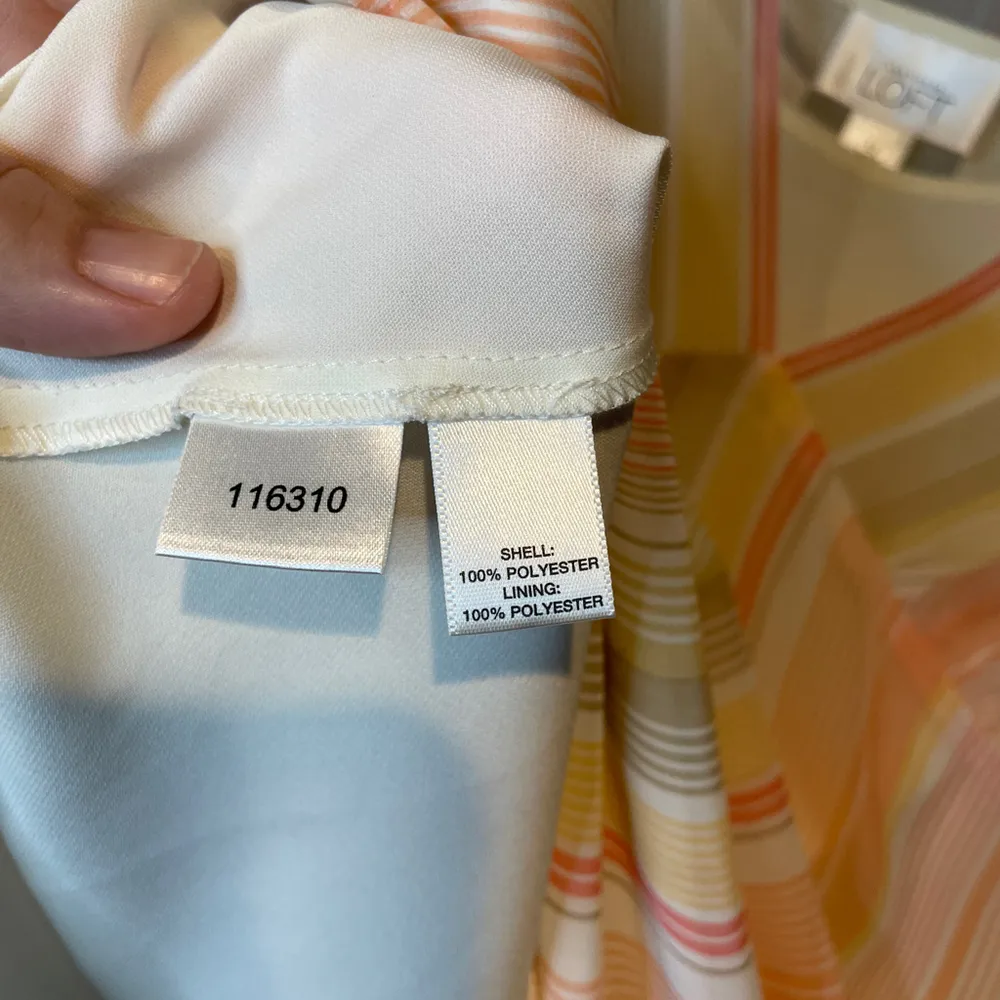 LOFT
116310
SHELL:
100% POLYESTER
LINING:
100% POLYESTER